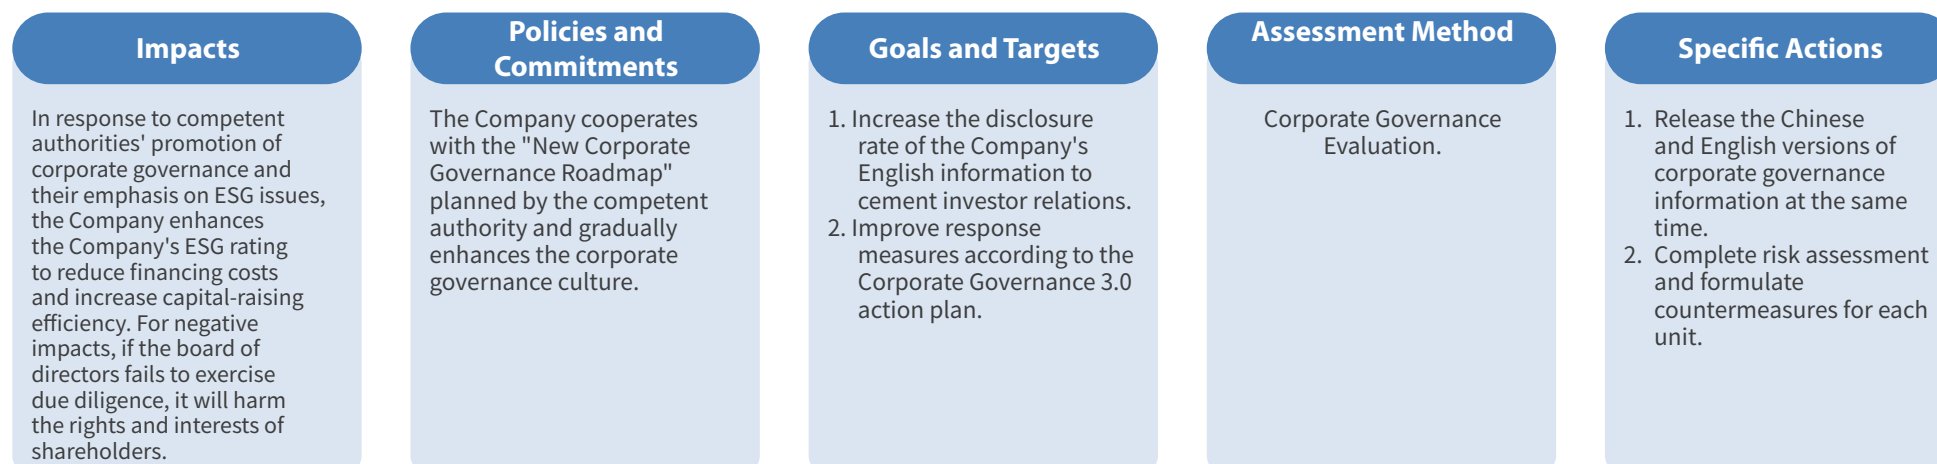 Impacts
In response to competent
authorities' promotion of
corporate governance and
their emphasis on ESG issues,
the Company enhances
the Company's ESG rating
to reduce financing costs
and increase capital-raising
efficiency. For negative
impacts, if the board of
directors fails to exercise
due diligence, it will harm
the rights and interests of
shareholders.
Policies and
Commitments
The Company cooperates
with the "New Corporate
Governance Roadmap"
planned by the competent
authority and gradually
enhances the corporate
governance culture.
Goals and Targets
1. Increase the disclosure
rate of the Company's
English information to
cement investor relations.
2. Improve response
measures according to the
Corporate Governance 3.0
action plan.
Assessment Method
Corporate Governance
Evaluation.
Specific Actions
1. Release the Chinese
and English versions of
corporate governance
information at the same
time.
2. Complete risk assessment
and formulate
countermeasures for each
unit.